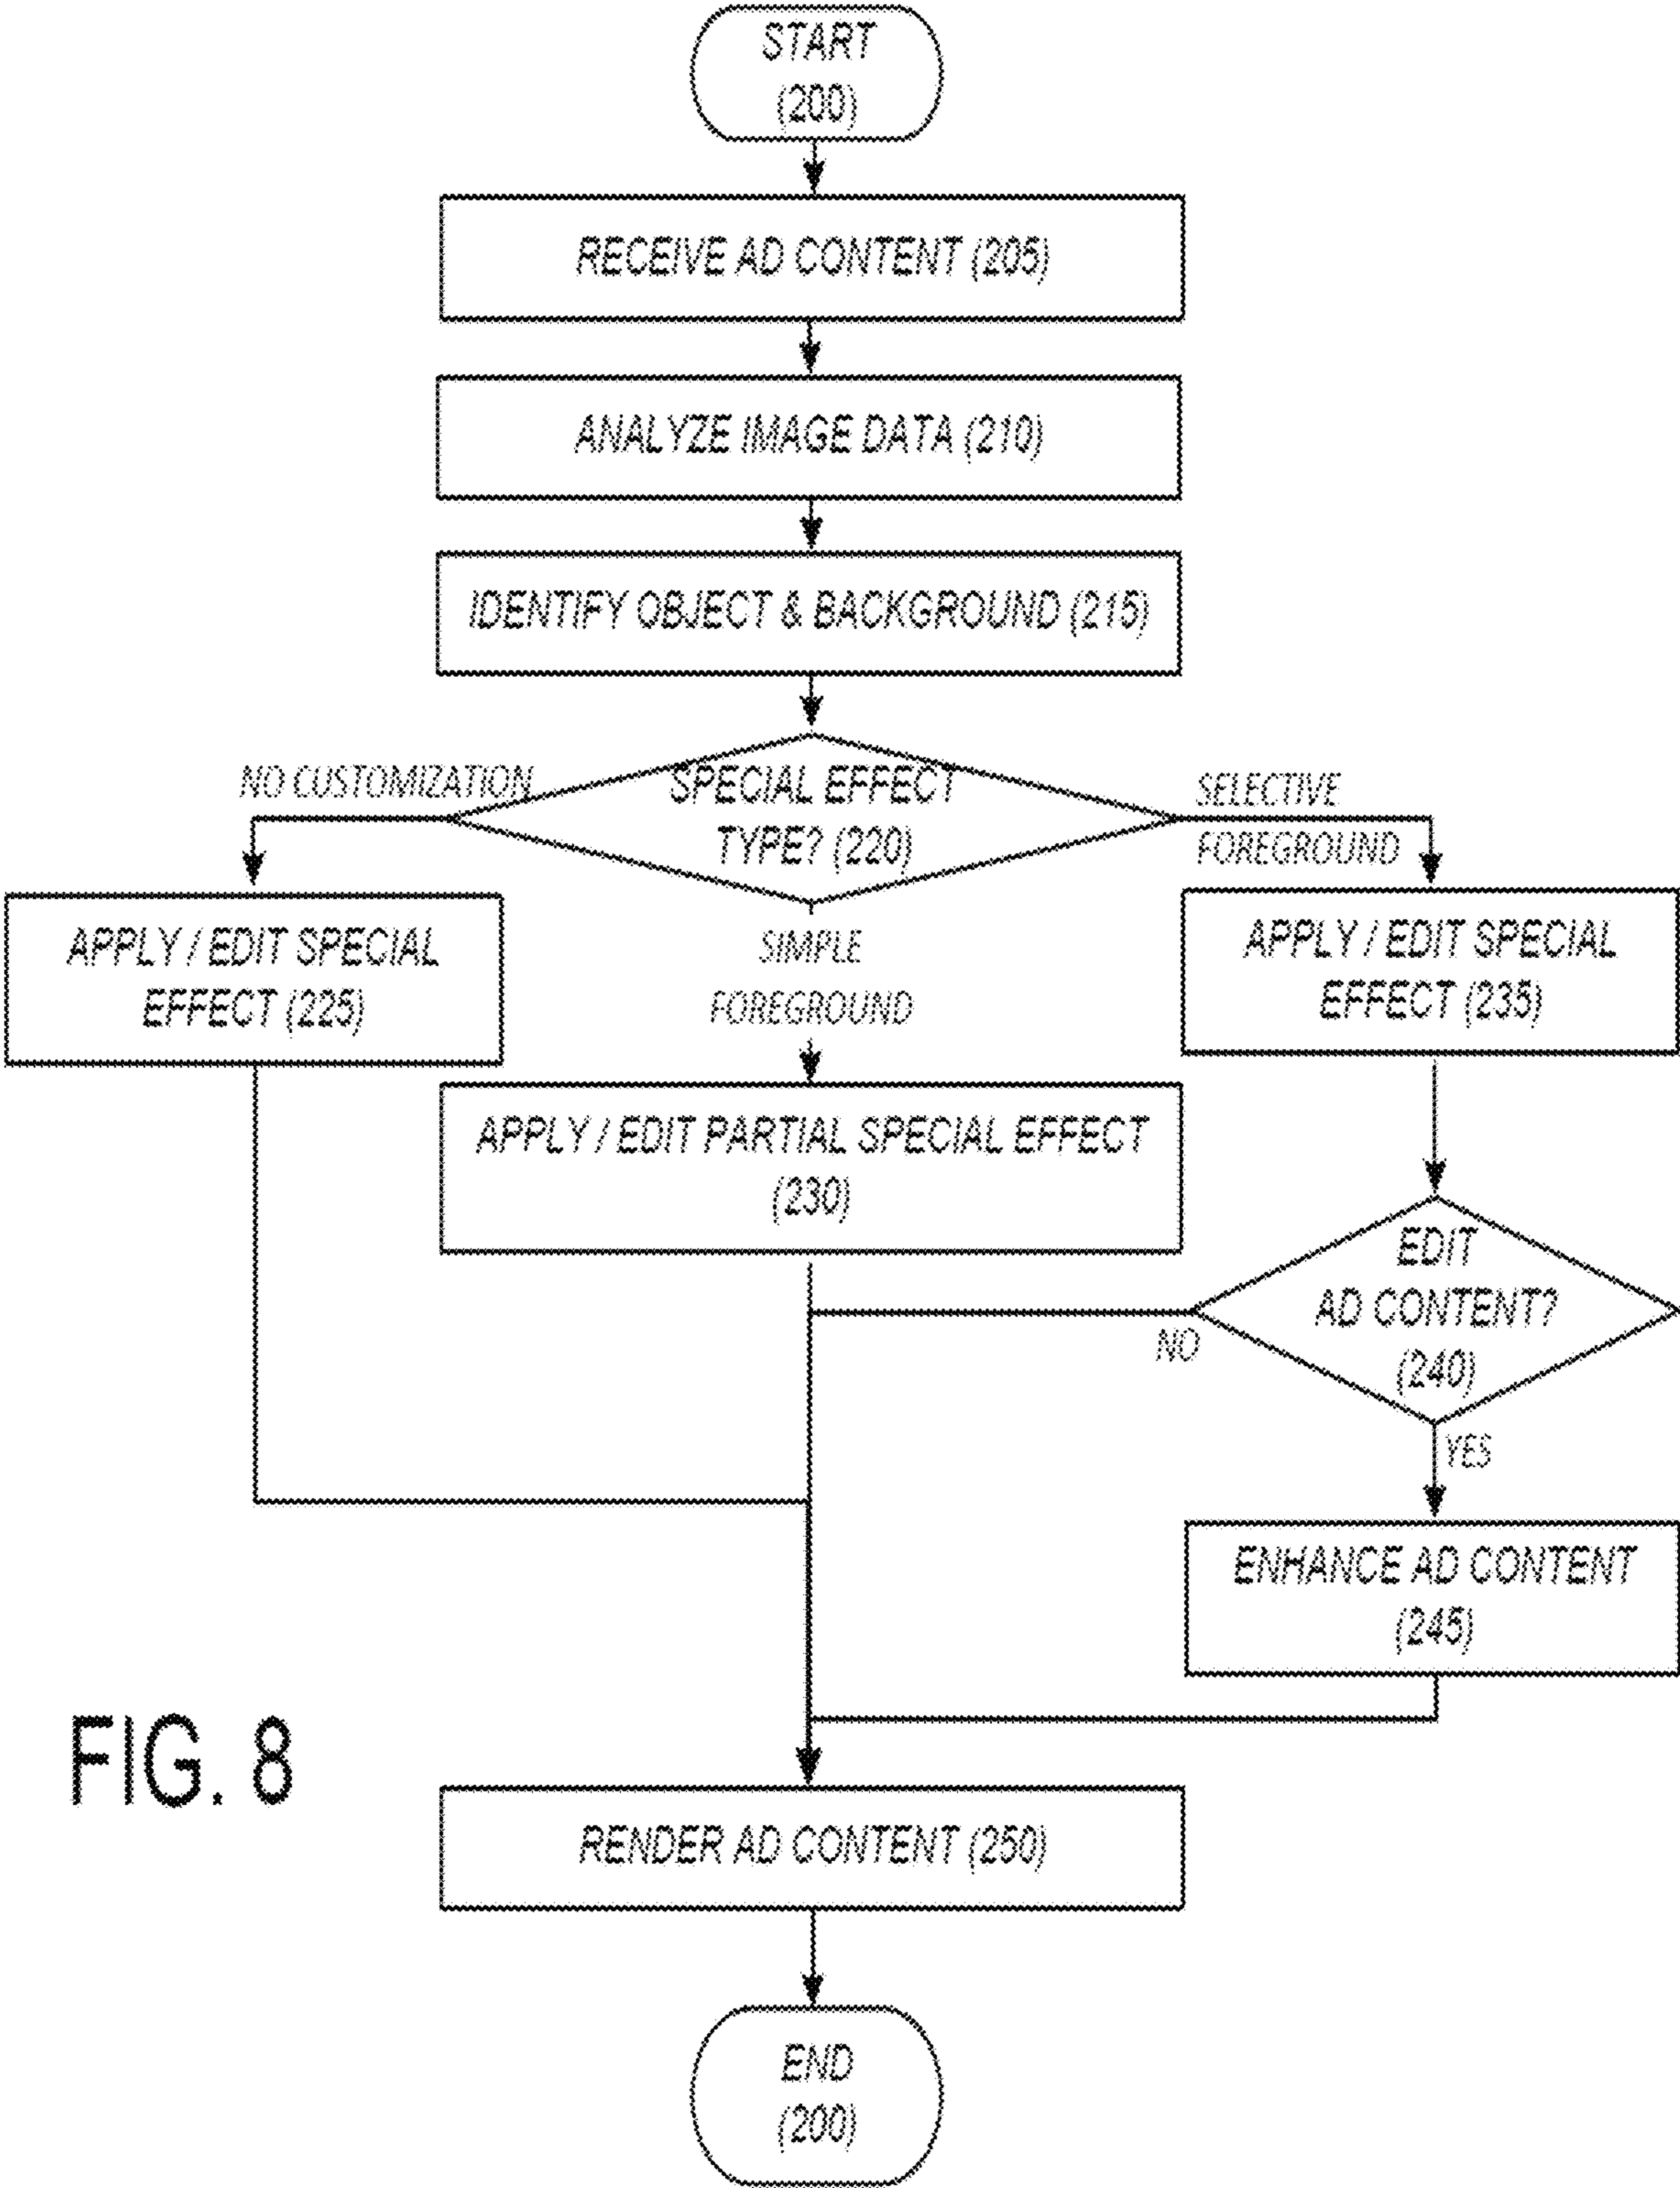 START
(200)
RECEIVE AD CONTENT (205)
ANALYZE IMAGE DATA (210)
IDENTIFY OBJECT & BACKGROUND (215)
NO CUSTOMIZATION
SPECIAL EFFECT
TYPE? (220)
SELECTIVE
FOREGROUND
APPLY / EDIT SPECIAL
EFFECT (225)
SIMPLE
FOREGROUND
APPLY / EDIT SPECIAL
EFFECT (235)
APPLY / EDIT PARTIAL SPECIAL EFFECT
(230)
EDIT
AD CONTENT?
(240)
NO
YES
ENHANCE AD CONTENT
(245)
FIG. 8
RENDER AD CONTENT (250)
END
(200)